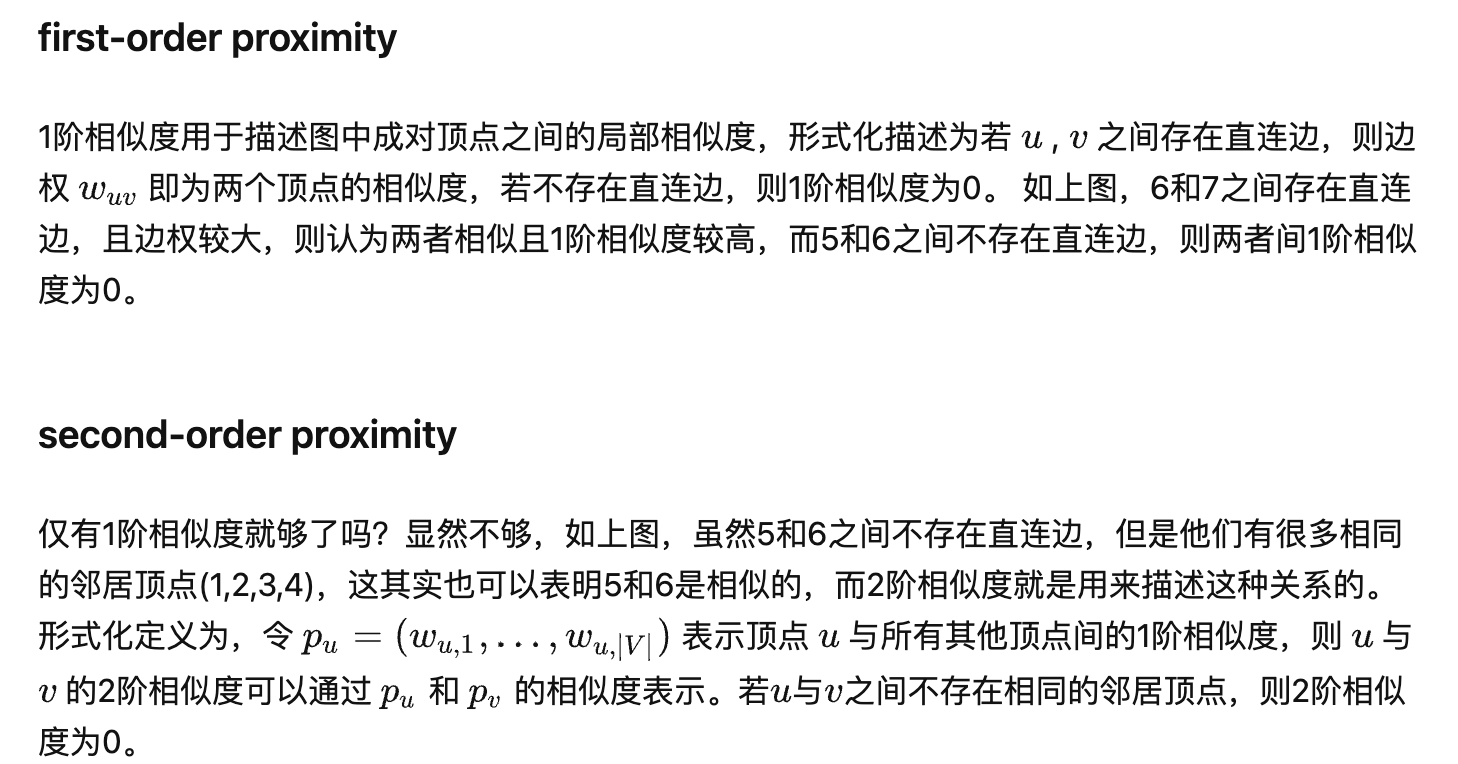 first-order proximity
1阶相似度用于描述图中成对顶点之间的局部相似度，形式化描述为若 u , v 之间存在直连边，则边
权 w_{uv} 即为两个顶点的相似度，若不存在直连边，则1阶相似度为0。 如上图，6和7之间存在直连
边，且边权较大，则认为两者相似且1阶相似度较高，而5和6之间不存在直连边，则两者间1阶相似
度为0。
second-order proximity
仅有1阶相似度就够了吗？显然不够，如上图，虽然5和6之间不存在直连边，但是他们有很多相同
的邻居顶点(1,2,3,4)，这其实也可以表明5和6是相似的，而2阶相似度就是用来描述这种关系的。
形式化定义为，令 p_u = (w_{u,1}, . . . , w_{u,|V|}) 表示顶点 u 与所有其他顶点间的1阶相似度，则 u 与
v 的2阶相似度可以通过 p_u 和 p_v 的相似度表示。若u与v之间不存在相同的邻居顶点，则2阶相似
度为0。